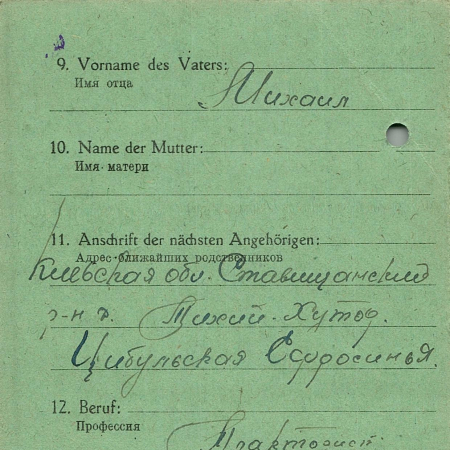 9. Vorname des Vaters:
Имя отца
Михаил
10. Name der Mutter:
Имя матери
11. Anschrift der nächsten Angehörigen:
Адрес ближайших родственников
Киевская обл. Ставищанский
р-н Тихий-Хутор.
Цибульская Ефросинья.
12. Beruf:
Профессия
Тракторист